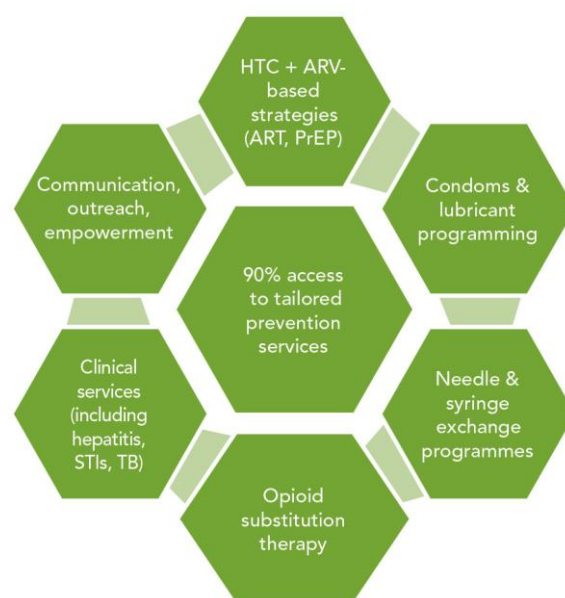 HTC + ARV-
based
strategies
(ART, PrEP)
Communication,
outreach,
empowerment
Condoms &
lubricant
programming
90% access
to tailored
prevention
services
Clinical
services
(including
hepatitis,
STIs, TB)
Needle &
syringe
exchange
programmes
Opioid
substitution
therapy